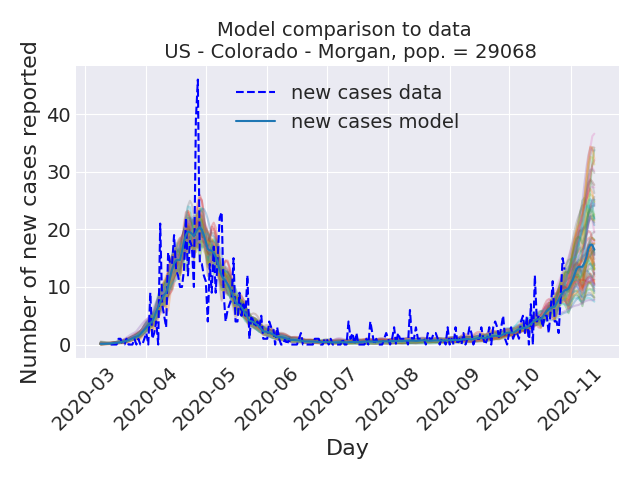 Model comparison to data
US - Colorado - Morgan, pop. = 29068
Number of new cases reported
40
30
20
10
0
new cases data
new cases model
2020-03
2020-04
2020-05
2020-06
2020-07
2020-08
2020-09
2020-10
2020-11
Day